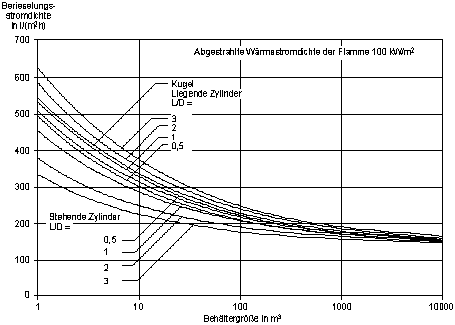 Berieselungs-
stromdichte
in l/(m²h)
700
600
500
400
300
200
100
0
Abgestrahlte Wärmestromdichte der Flamme 100 kW/m²
Kugel
Liegende Zylinder
L/D =
3
2
1
0,5
Stehende Zylinder
L/D =
0,5
1
2
3
1
10
100
1000
10000
Behältergröße in m³